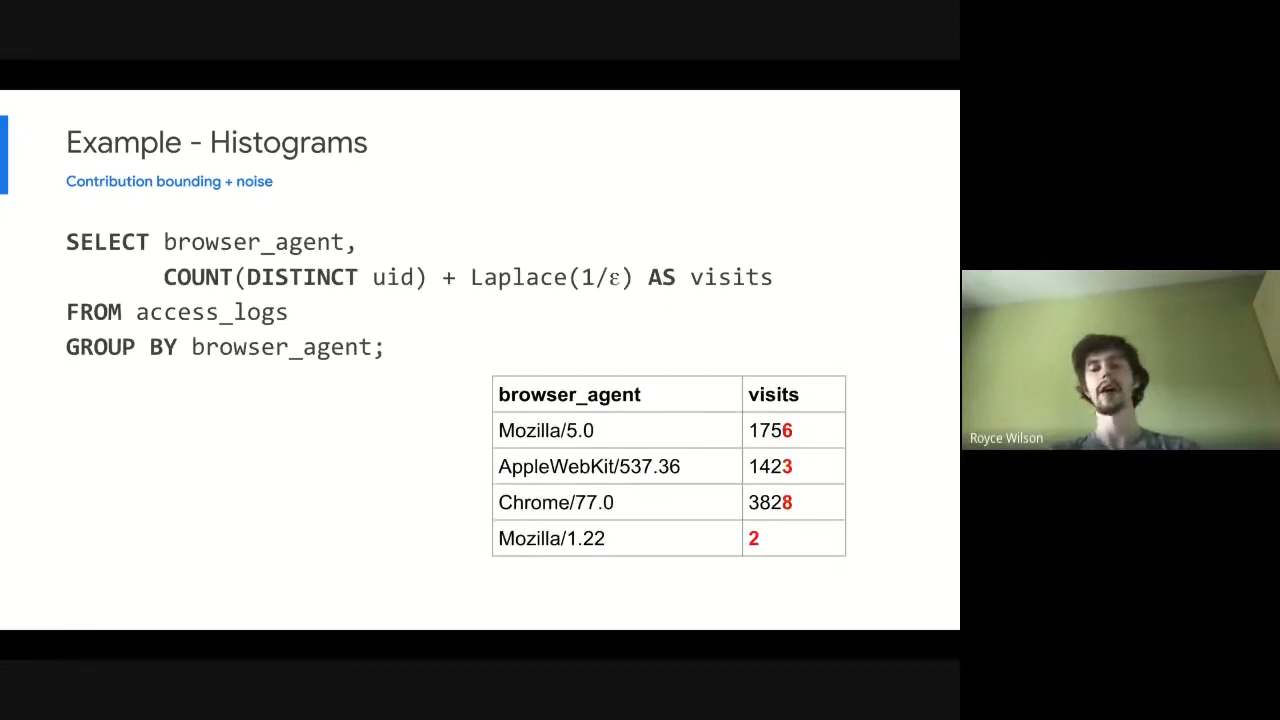 Example - Histograms
Contribution bounding + noise
SELECT browser_agent,
COUNT(DISTINCT uid) + Laplace(1/ε) AS visits
FROM access_logs
GROUP BY browser_agent;
browser_agent visits
Mozilla/5.0 1756
AppleWebKit/537.36 1423
Chrome/77.0 3828
Mozilla/1.22 2
Royce Wilson